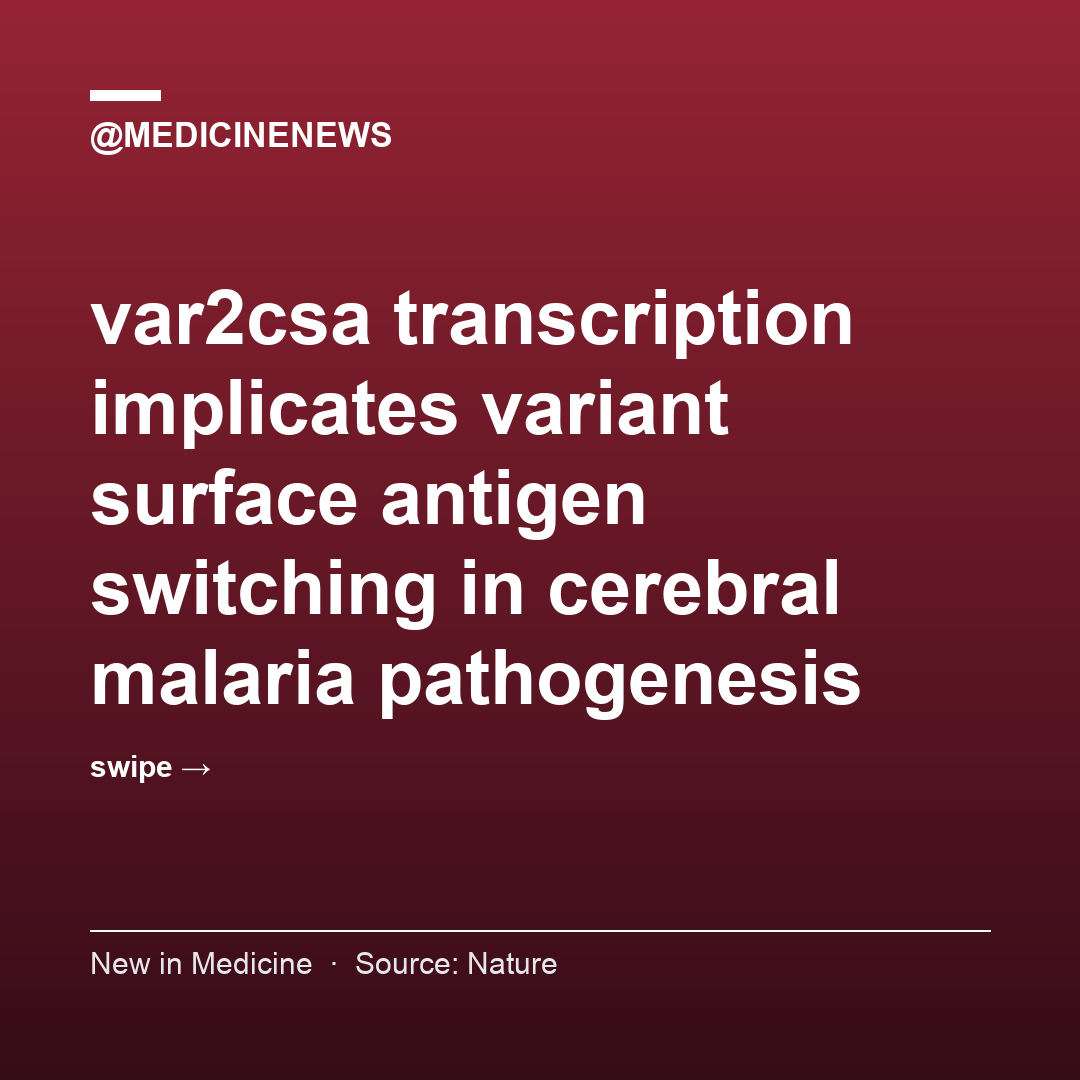 @MEDICINENEWS
var2csa transcription
implicates variant
surface antigen
switching in cerebral
malaria pathogenesis
swipe →
New in Medicine · Source: Nature